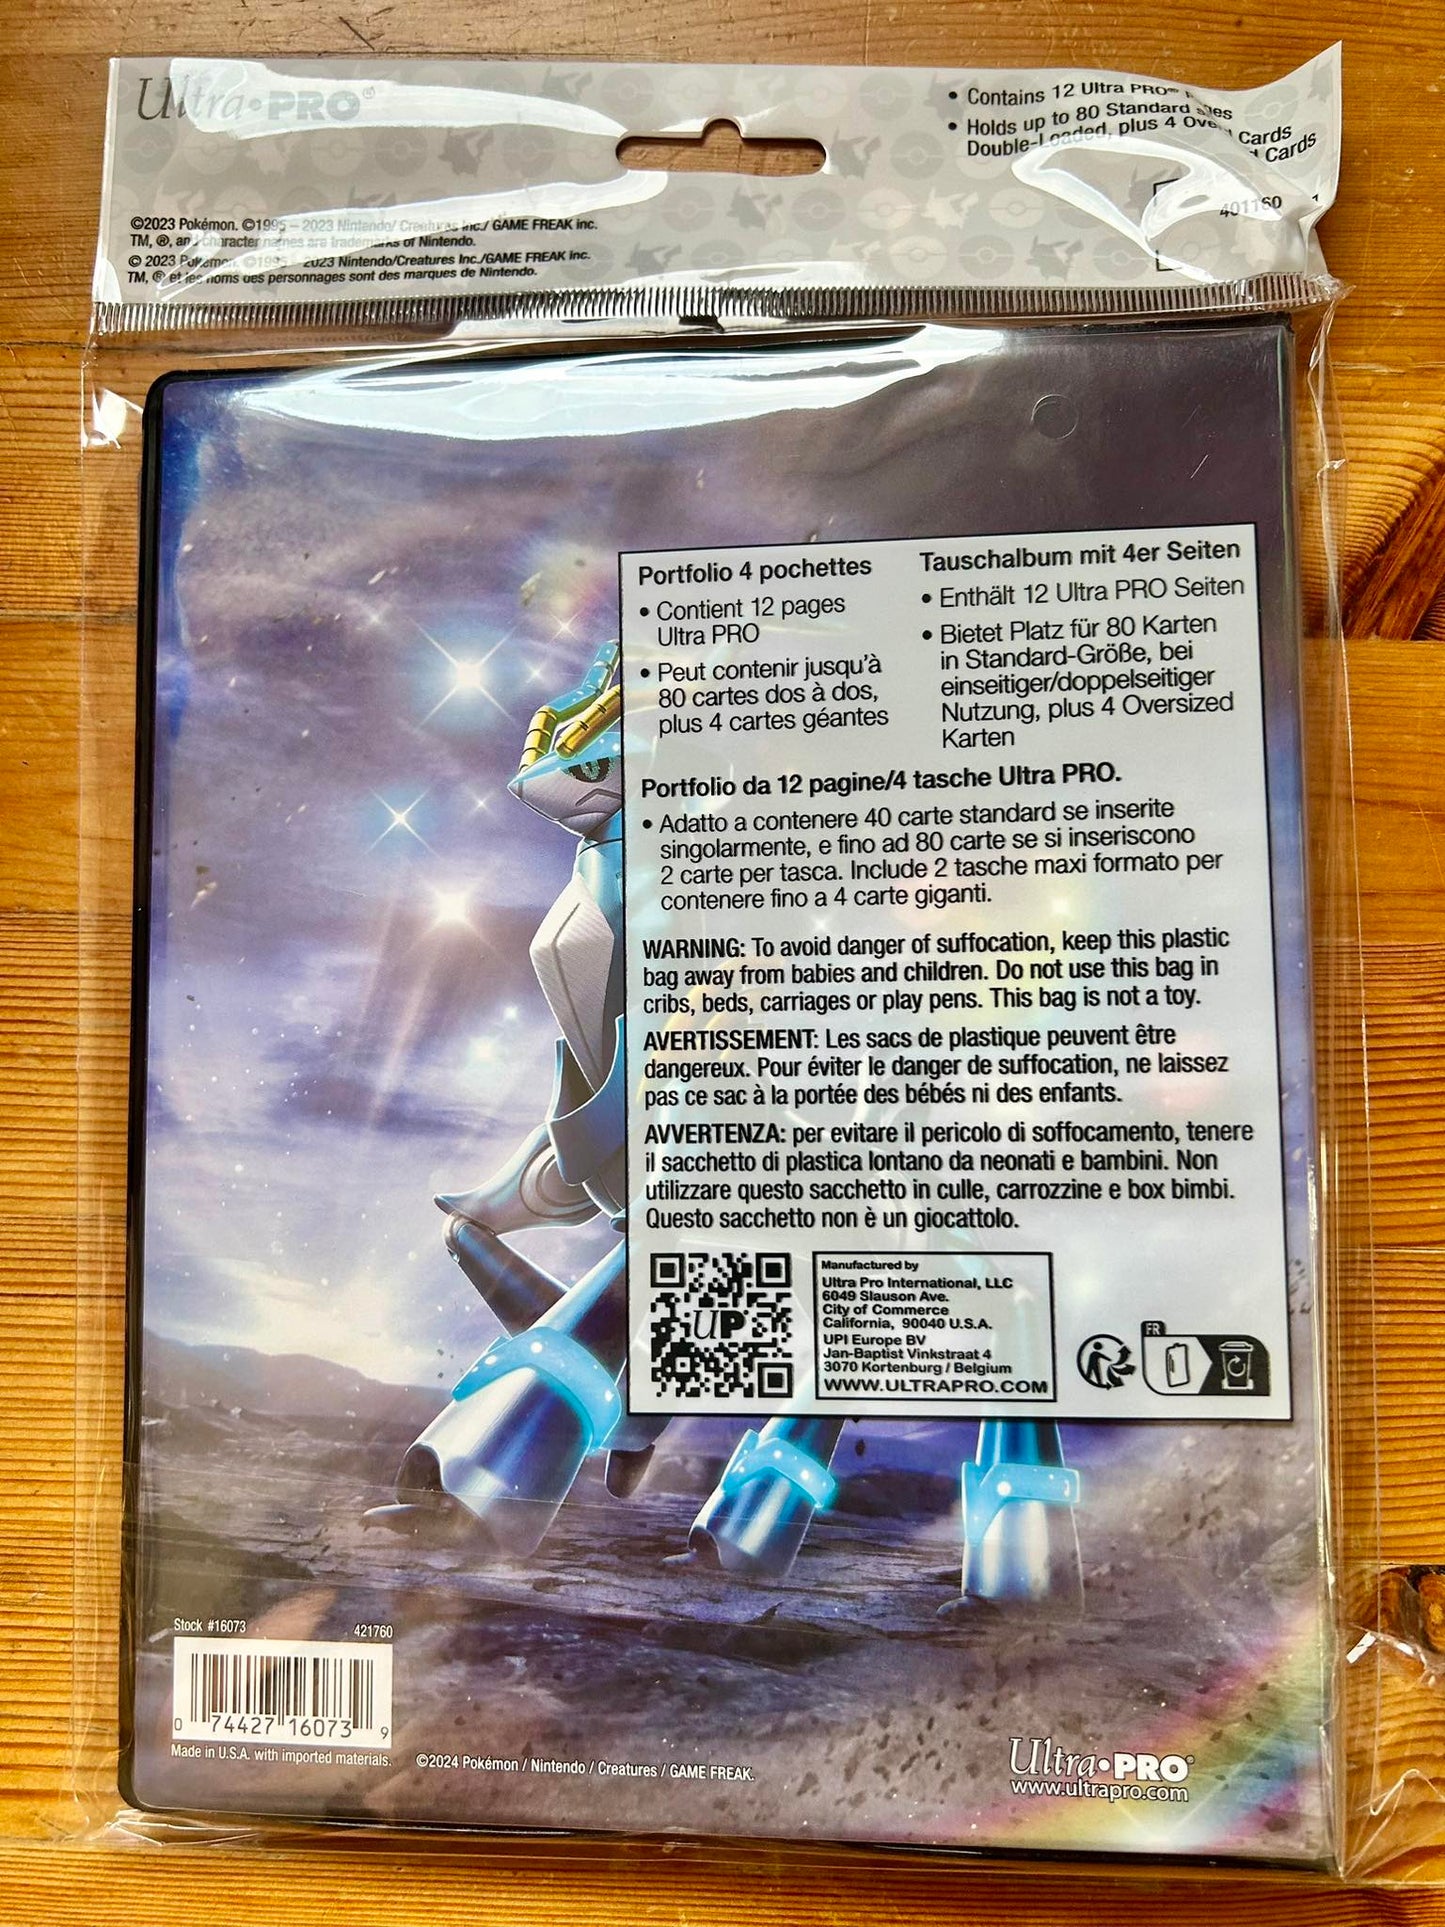 Ultra•PRO®
• Contains 12 Ultra PRO®
• Holds up to 80 Standard Cards
Double-Loaded, plus 4 Cards
401160
©2023 Pokémon. ©1995 – 2023 Nintendo/ Creatures Inc./ GAME FREAK inc.
TM, ®, and character names are trademarks of Nintendo.
© 2023 Pokémon. ©1995 – 2023 Nintendo/Creatures Inc./GAME FREAK inc.
TM, ® et les noms des personnages sont des marques de Nintendo.
Portfolio 4 pochettes
• Contient 12 pages
Ultra PRO
• Peut contenir jusqu'à
80 cartes dos à dos,
plus 4 cartes géantes
Tauschalbum mit 4er Seiten
• Enthält 12 Ultra PRO Seiten
• Bietet Platz für 80 Karten
in Standard-Größe, bei
einseitiger/doppelseitiger
Nutzung, plus 4 Oversized
Karten
Portfolio da 12 pagine/4 tasche Ultra PRO.
• Adatto a contenere 40 carte standard se inserite
singolarmente, e fino ad 80 carte se si inseriscono
2 carte per tasca. Include 2 tasche maxi formato per
contenere fino a 4 carte giganti.
WARNING: To avoid danger of suffocation, keep this plastic
bag away from babies and children. Do not use this bag in
cribs, beds, carriages or play pens. This bag is not a toy.
AVERTISSEMENT: Les sacs de plastique peuvent être
dangereux. Pour éviter le danger de suffocation, ne laissez
pas ce sac à la portée des bébés ni des enfants.
AVVERTENZA: per evitare il pericolo di soffocamento, tenere
il sacchetto di plastica lontano da neonati e bambini. Non
utilizzare questo sacchetto in culle, carrozzine e box bimbi.
Questo sacchetto non è un giocattolo.
UP
Manufactured by
Ultra Pro International, LLC
6049 Slauson Ave.
City of Commerce
California, 90040 U.S.A.
UPI Europe BV
Jan-Baptist Vinkstraat 4
3070 Kortenburg / Belgium
WWW.ULTRAPRO.COM
FR
Stock #16073
421760
0 74427 16073 9
Made in U.S.A. with imported materials.
©2024 Pokémon / Nintendo / Creatures / GAME FREAK.
Ultra•PRO®
www.ultrapro.com